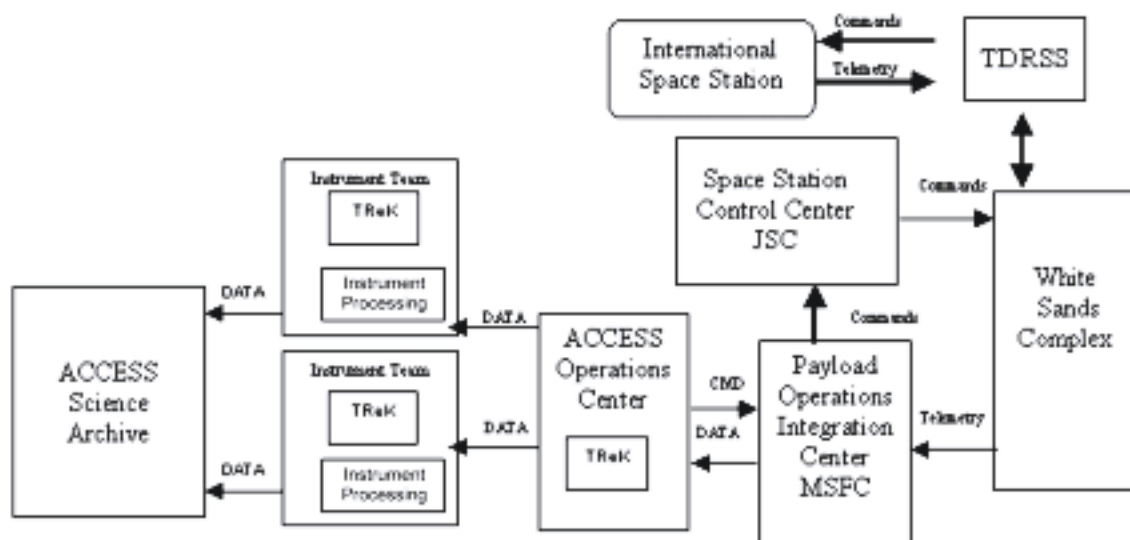 Commands
International
Space Station
Telemetry
TDRSS
Space Station
Control Center
JSC
Commands
White
Sands
Complex
Commands
Payload
Operations
Integration
Center
MSFC
Telemetry
CMD
DATA
ACCESS
Operations
Center
TReK
DATA
DATA
Instrument Team
TReK
Instrument
Processing
Instrument Team
TReK
Instrument
Processing
DATA
DATA
ACCESS
Science
Archive